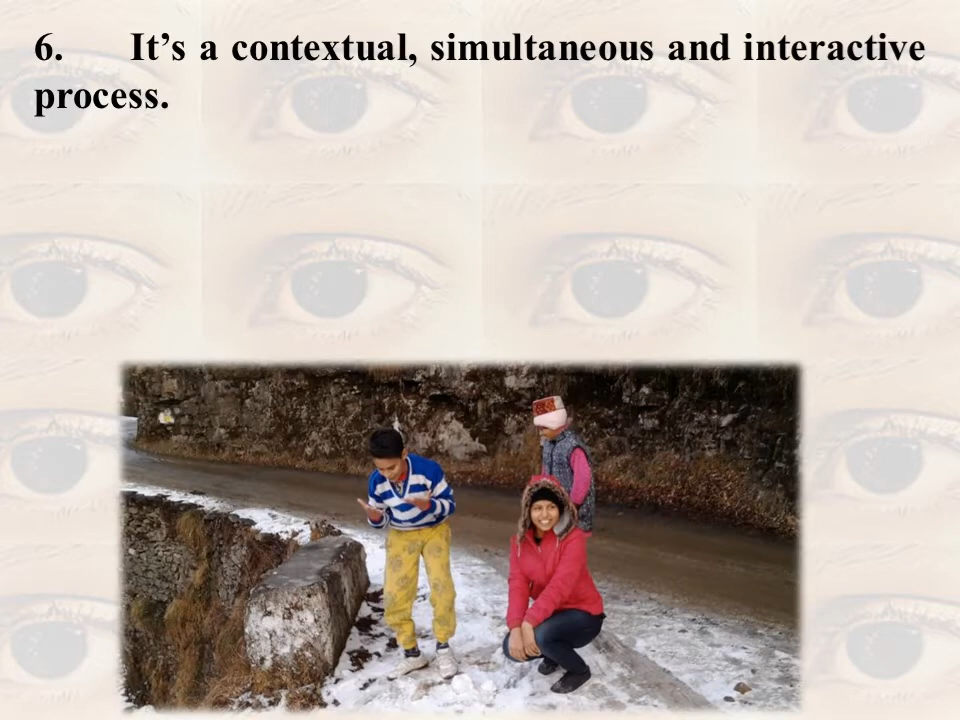 6. It’s a contextual, simultaneous and interactive
process.